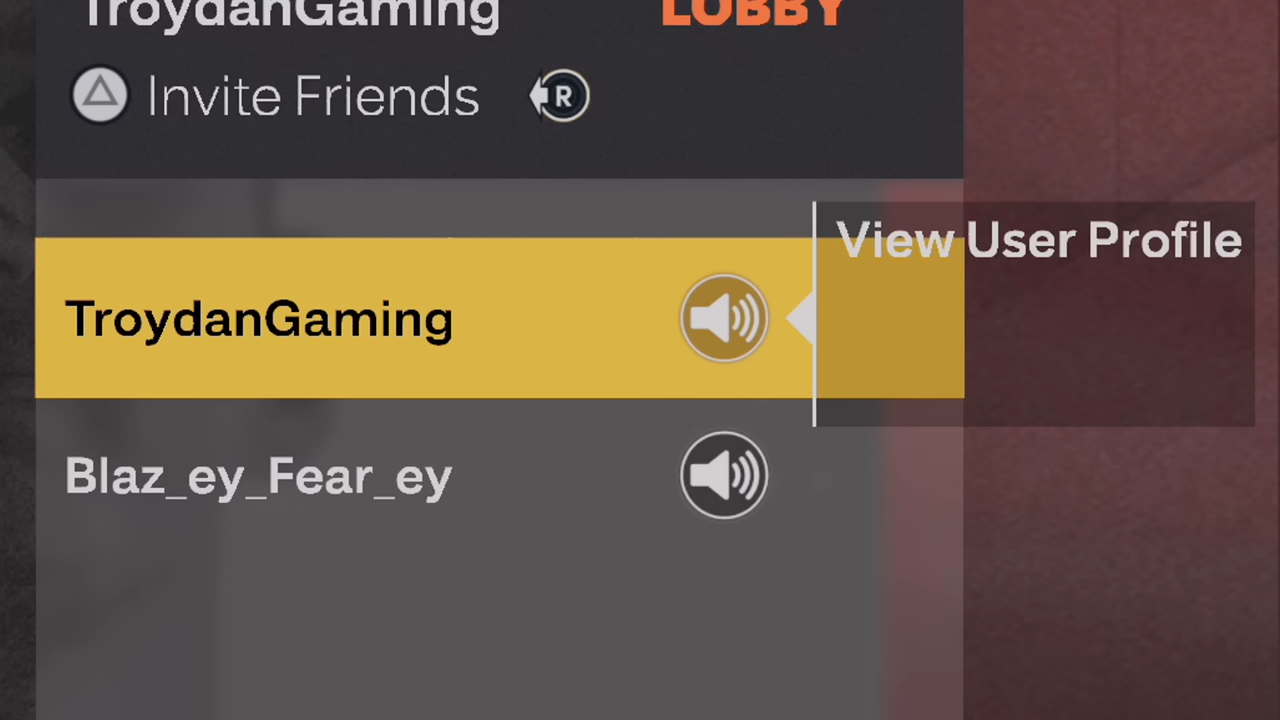 TroydanGaming LOBBY
Invite Friends R
View User Profile
TroydanGaming
Blaz_ey_Fear_ey